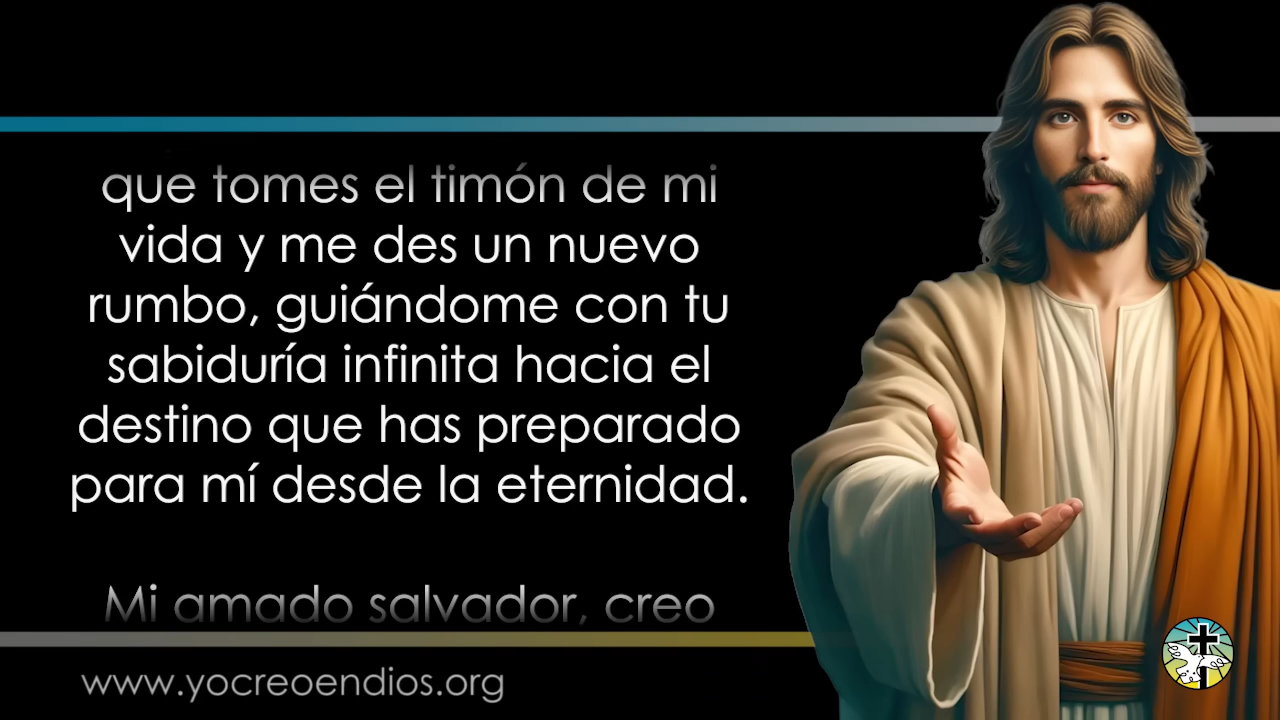 que tomes el timón de mi
vida y me des un nuevo
rumbo, guiándome con tu
sabiduría infinita hacia el
destino que has preparado
para mí desde la eternidad.
Mi amado salvador, creo
www.yocreoendios.org